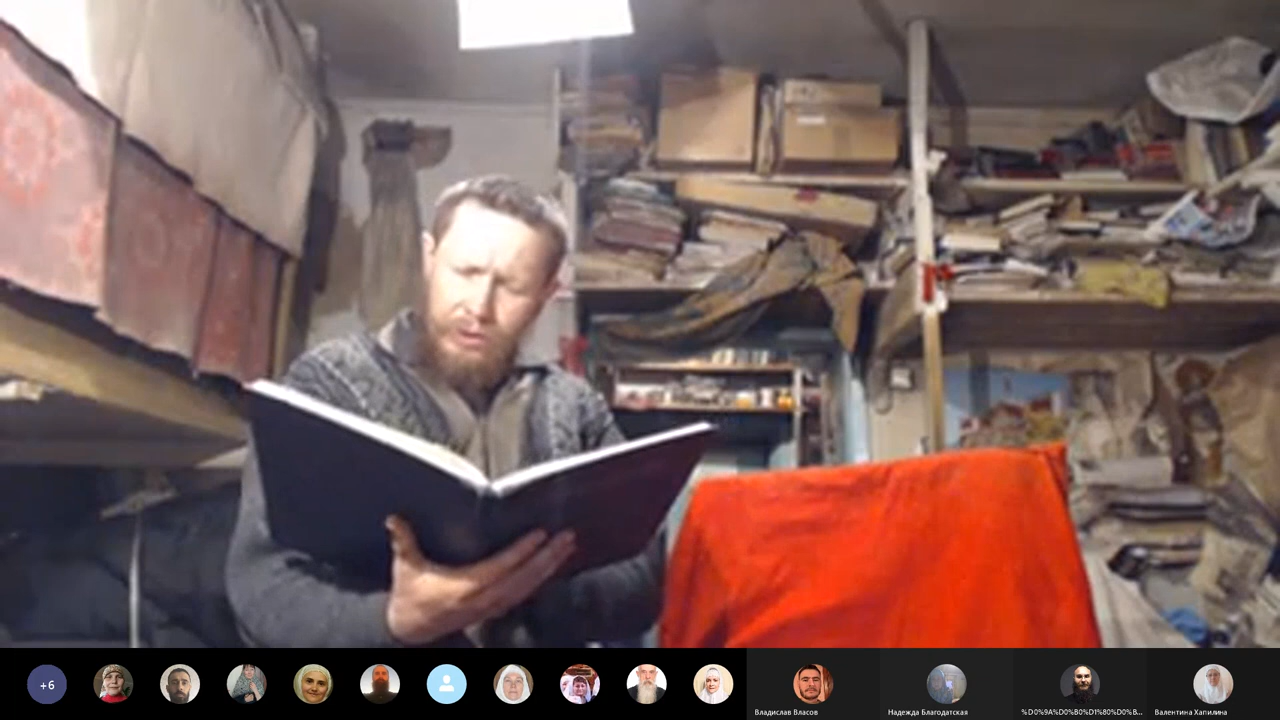 +6
Владислав Власов
Надежда Благодатская
%D0%9A%D0%B0%D1%80%D0%B...
Валентина Хапилина